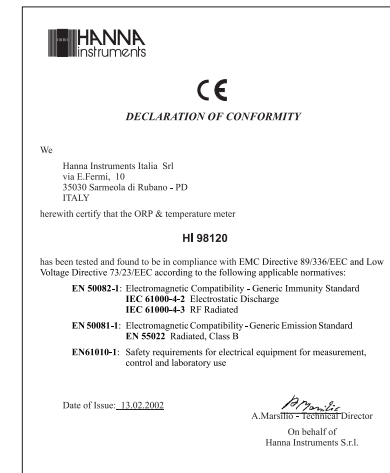 HANNA
instruments
CE
DECLARATION OF CONFORMITY
We
Hanna Instruments Italia Srl
via E.Fermi, 10
35030 Sarmeola di Rubano - PD
ITALY
herewith certify that the ORP & temperature meter
HI 98120
has been tested and found to be in compliance with EMC Directive 89/336/EEC and Low
Voltage Directive 73/23/EEC according to the following applicable normatives:
EN 50082-1: Electromagnetic Compatibility - Generic Immunity Standard
IEC 61000-4-2 Electrostatic Discharge
IEC 61000-4-3 RF Radiated
EN 50081-1: Electromagnetic Compatibility - Generic Emission Standard
EN 55022 Radiated, Class B
EN61010-1: Safety requirements for electrical equipment for measurement,
control and laboratory use
Date of Issue: 13.02.2002
A.Marsilio - Technical Director
On behalf of
Hanna Instruments S.r.l.